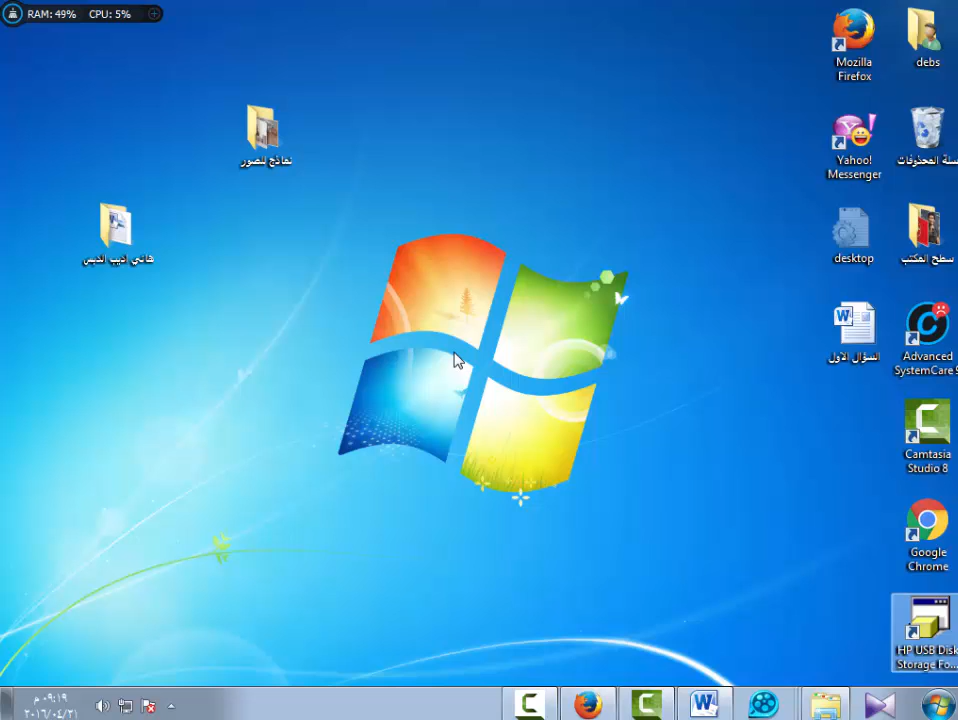 RAM: 49% CPU: 5%
Mozilla
Firefox
debs
نماذج للصور
Yahoo!
Messenger
سلة المحذوفات
هاني اديب الدبس
desktop
سطح المكتب
السؤال الاول
Advanced
SystemCare 9
Camtasia
Studio 8
Google
Chrome
HP USB Disk
Storage Fo...
٠٩:١٩ م
٢٠١٦/٠٤/٢١